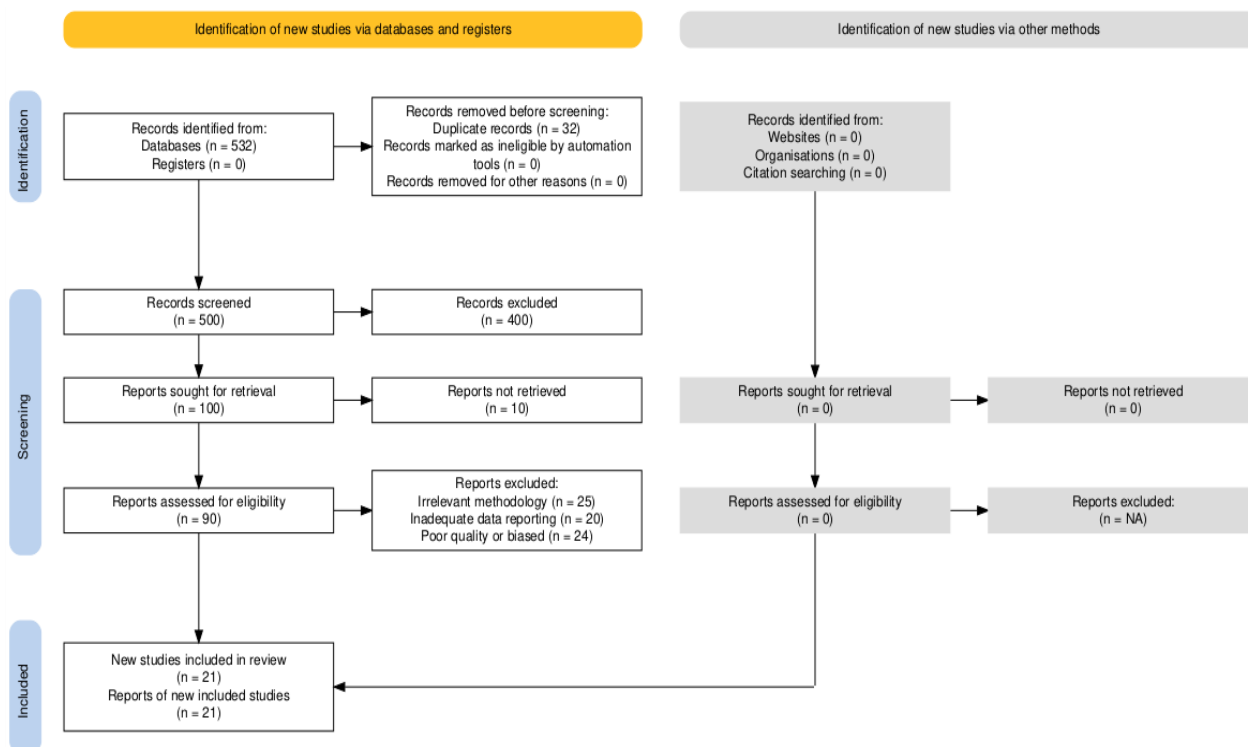 Identification of new studies via databases and registers
Identification of new studies via other methods
Identification
Records identified from:
Databases (n = 532)
Registers (n = 0)
Records removed before screening:
Duplicate records (n = 32)
Records marked as ineligible by automation
tools (n = 0)
Records removed for other reasons (n = 0)
Records identified from:
Websites (n = 0)
Organisations (n = 0)
Citation searching (n = 0)
Screening
Records screened
(n = 500)
Records excluded
(n = 400)
Reports sought for retrieval
(n = 100)
Reports not retrieved
(n = 10)
Reports sought for retrieval
(n = 0)
Reports not retrieved
(n = 0)
Reports assessed for eligibility
(n = 90)
Reports excluded:
Irrelevant methodology (n = 25)
Inadequate data reporting (n = 20)
Poor quality or biased (n = 24)
Reports assessed for eligibility
(n = 0)
Reports excluded:
(n = NA)
Included
New studies included in review
(n = 21)
Reports of new included studies
(n = 21)